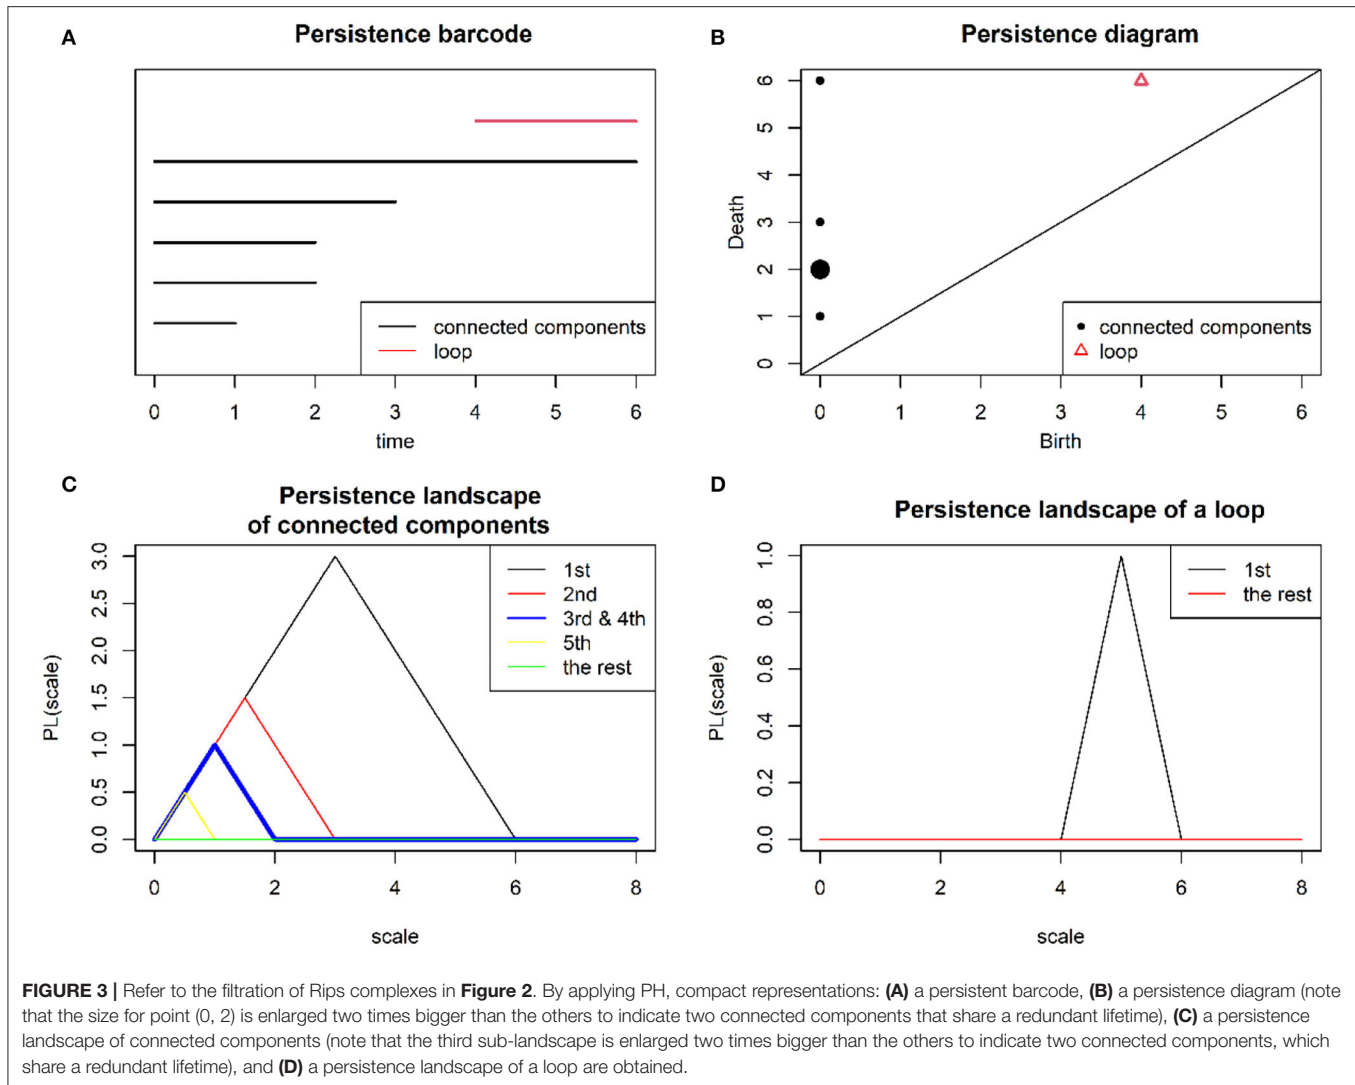 A
Persistence barcode
connected components
loop
0 1 2 3 4 5 6
time
B
Persistence diagram
Death
6
5
4
3
2
1
0
connected components
loop
0 1 2 3 4 5 6
Birth
C
Persistence landscape
of connected components
PL(scale)
3.0
2.5
2.0
1.5
1.0
0.5
0.0
1st
2nd
3rd & 4th
5th
the rest
0 2 4 6 8
scale
D
Persistence landscape of a loop
PL(scale)
1.0
0.8
0.6
0.4
0.2
0.0
1st
the rest
0 2 4 6 8
scale
FIGURE 3 | Refer to the filtration of Rips complexes in Figure 2. By applying PH, compact representations: (A) a persistent barcode, (B) a persistence diagram (note
that the size for point (0, 2) is enlarged two times bigger than the others to indicate two connected components that share a redundant lifetime), (C) a persistence
landscape of connected components (note that the third sub-landscape is enlarged two times bigger than the others to indicate two connected components, which
share a redundant lifetime), and (D) a persistence landscape of a loop are obtained.